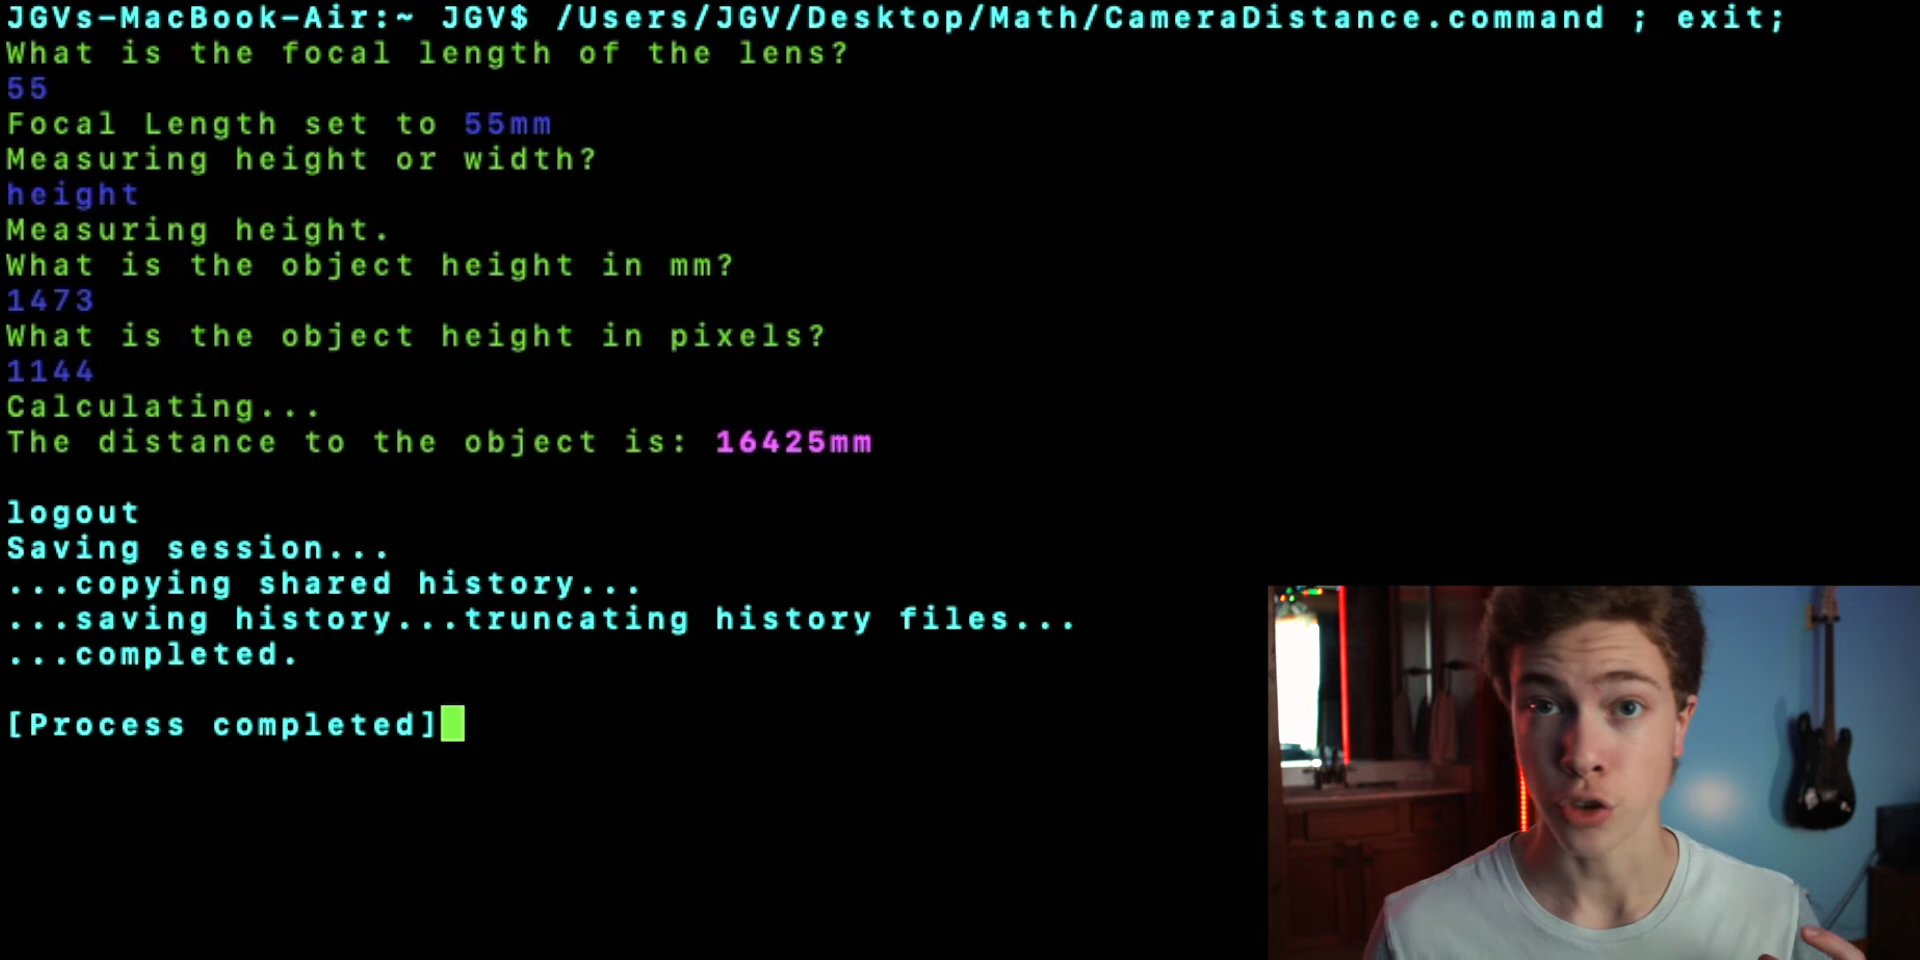 JGVs-MacBook-Air:~ JGV$ /Users/JGV/Desktop/Math/CameraDistance.command ; exit;
What is the focal length of the lens?
55
Focal Length set to 55mm
Measuring height or width?
height
Measuring height.
What is the object height in mm?
1473
What is the object height in pixels?
1144
Calculating...
The distance to the object is: 16425mm
logout
Saving session...
...copying shared history...
...saving history...truncating history files...
...completed.
[Process completed]